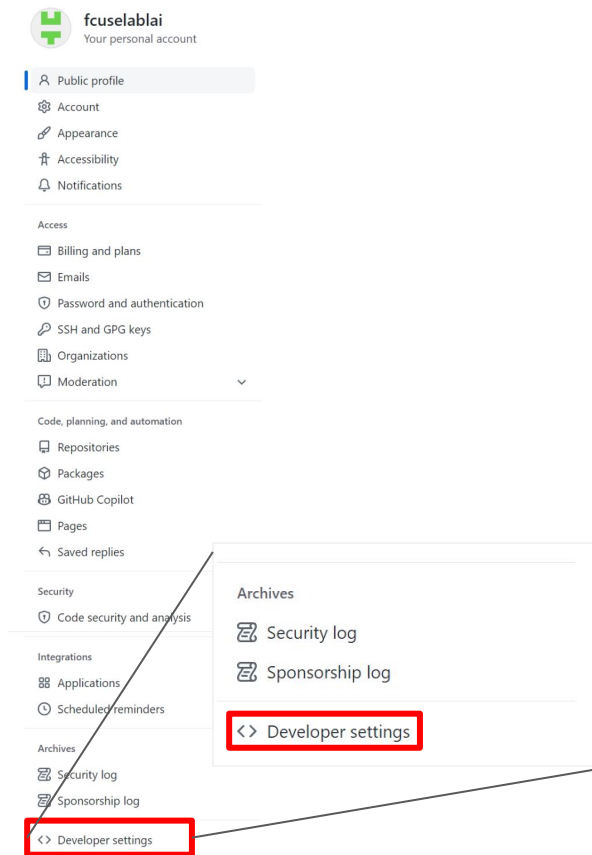 fcuselablai
Your personal account
Public profile
Account
Appearance
Accessibility
Notifications
Access
Billing and plans
Emails
Password and authentication
SSH and GPG keys
Organizations
Moderation
Code, planning, and automation
Repositories
Packages
GitHub Copilot
Pages
Saved replies
Security
Code security and analysis
Integrations
Applications
Scheduled reminders
Archives
Security log
Sponsorship log
Developer settings
Archives
Security log
Sponsorship log
Developer settings